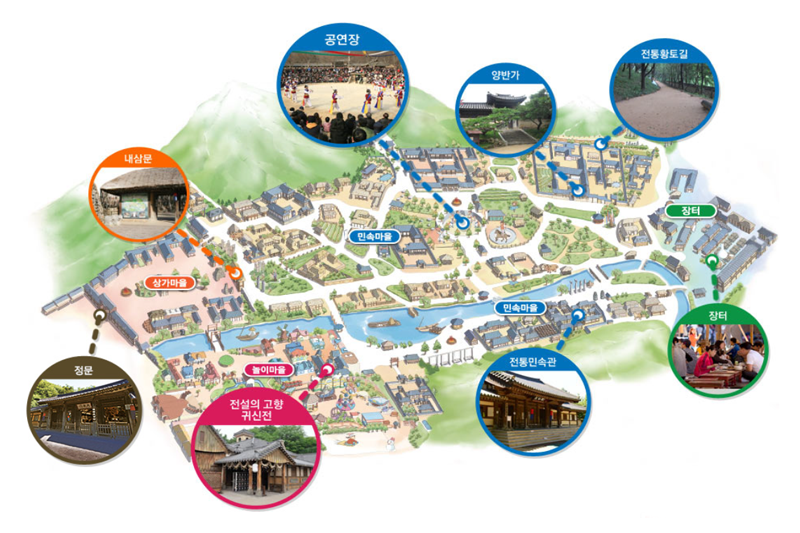 공연장
양반가
전통황토길
내삼문
장터
민속마을
상가마을
민속마을
장터
놀이마을
전통민속관
정문
전설의 고향
귀신전